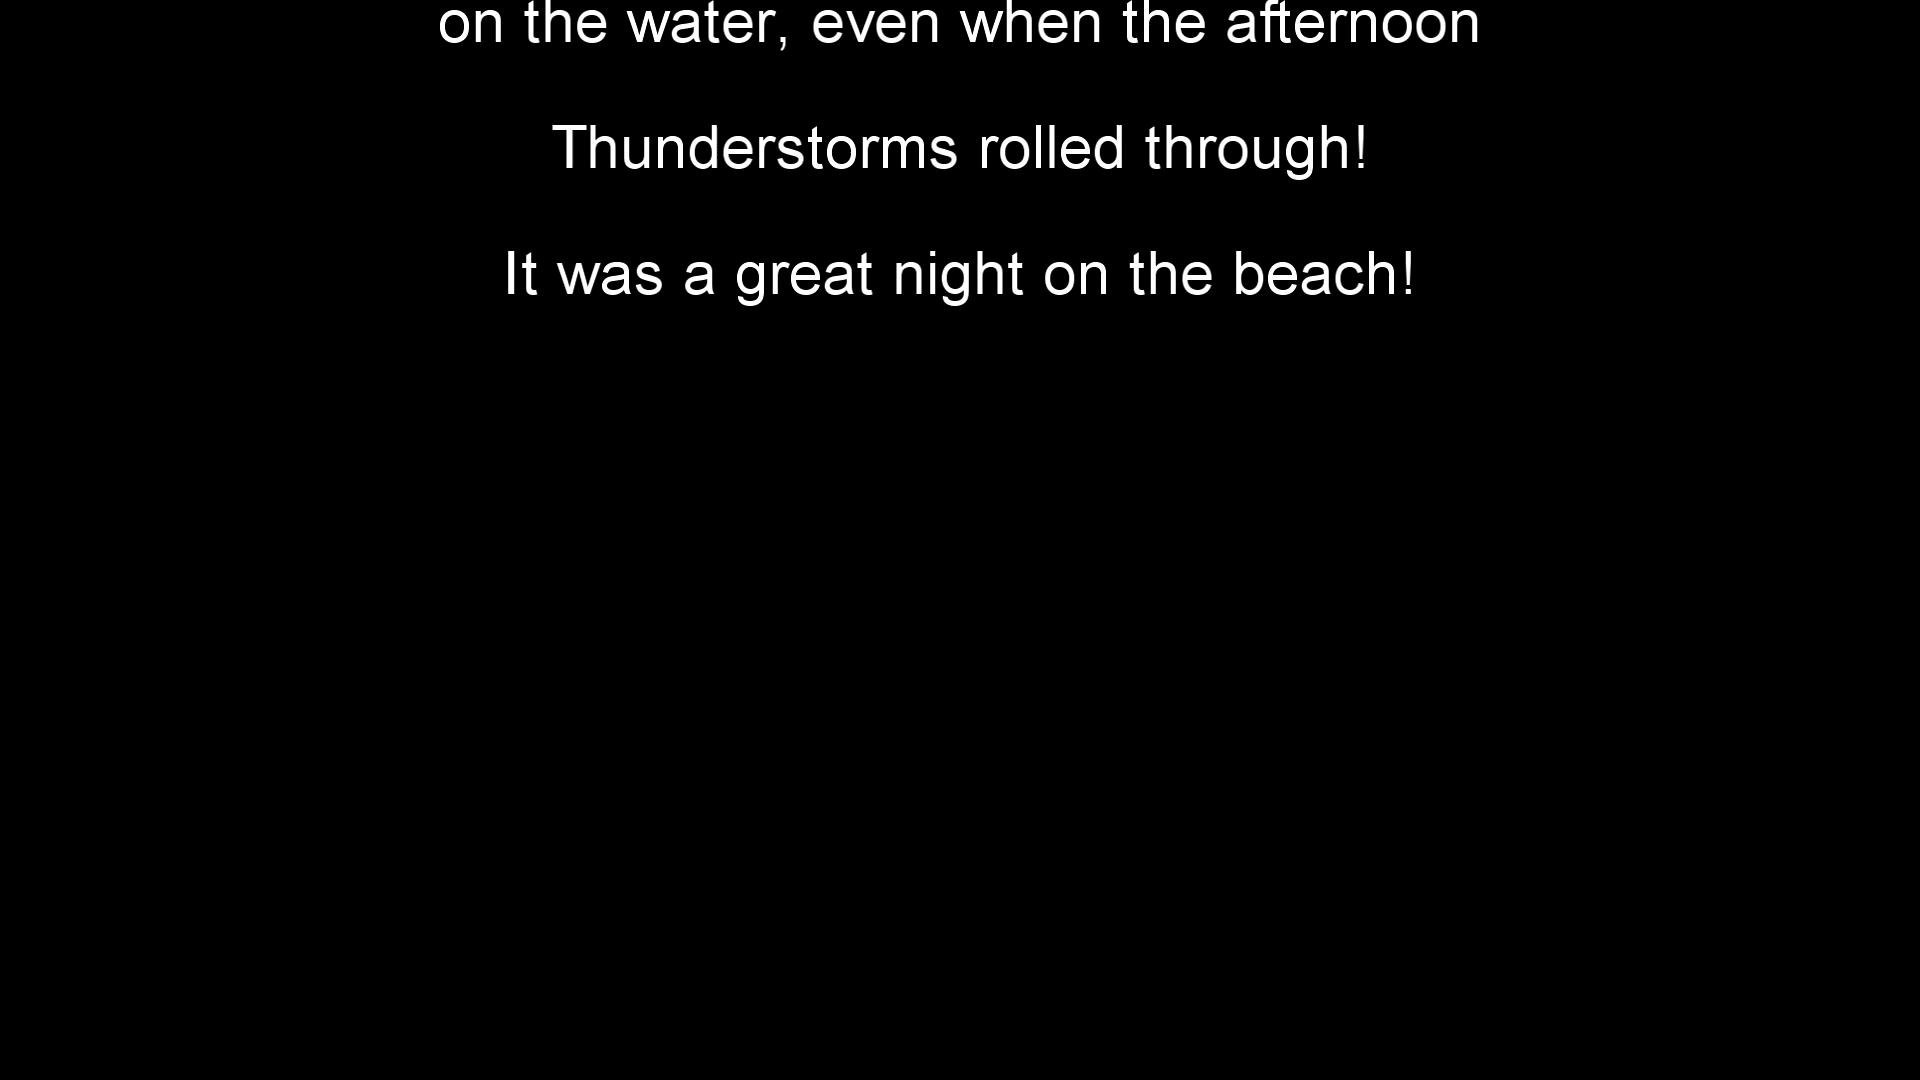 on the water, even when the afternoon
Thunderstorms rolled through!
It was a great night on the beach!